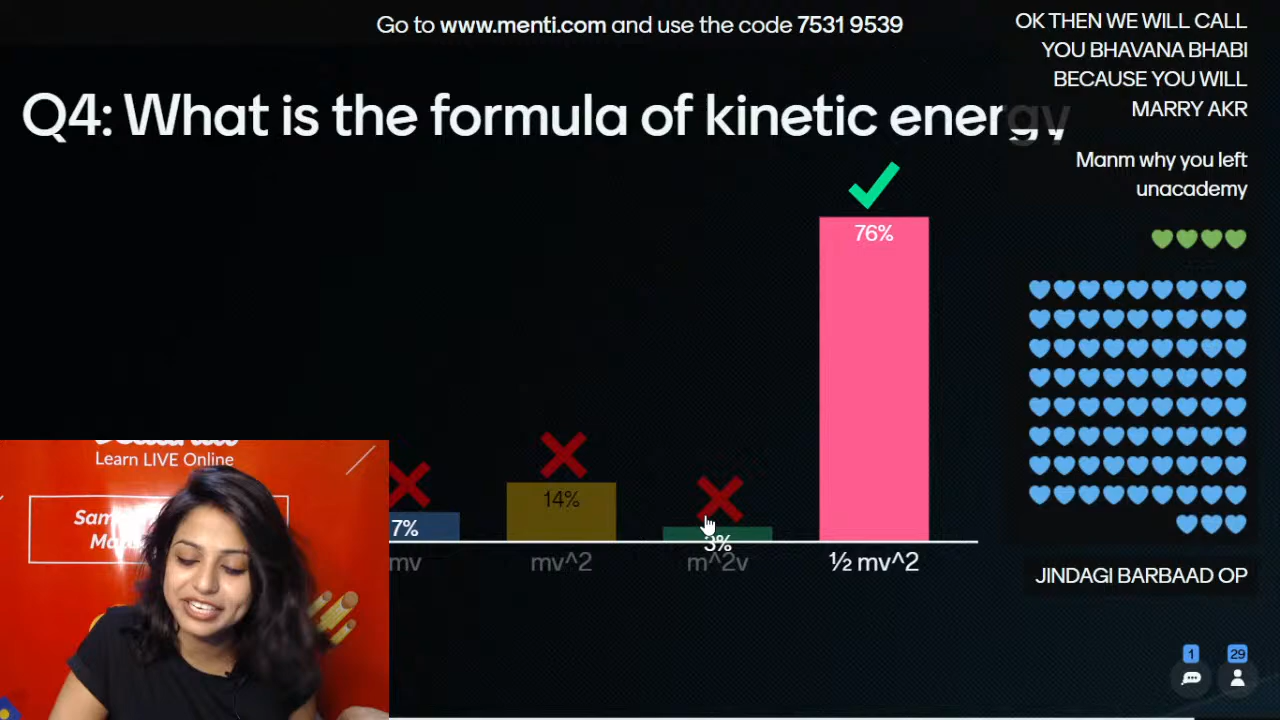 Go to www.menti.com and use the code 7531 9539
Q4: What is the formula of kinetic energy
OK THEN WE WILL CALL
YOU BHAVANA BHABI
BECAUSE YOU WILL
MARRY AKR
Manm why you left
unacademy
76%
14%
7%
3%
mv
mv^2
m^2v
½ mv^2
JINDAGI BARBAAD OP
1
29
Learn LIVE Online